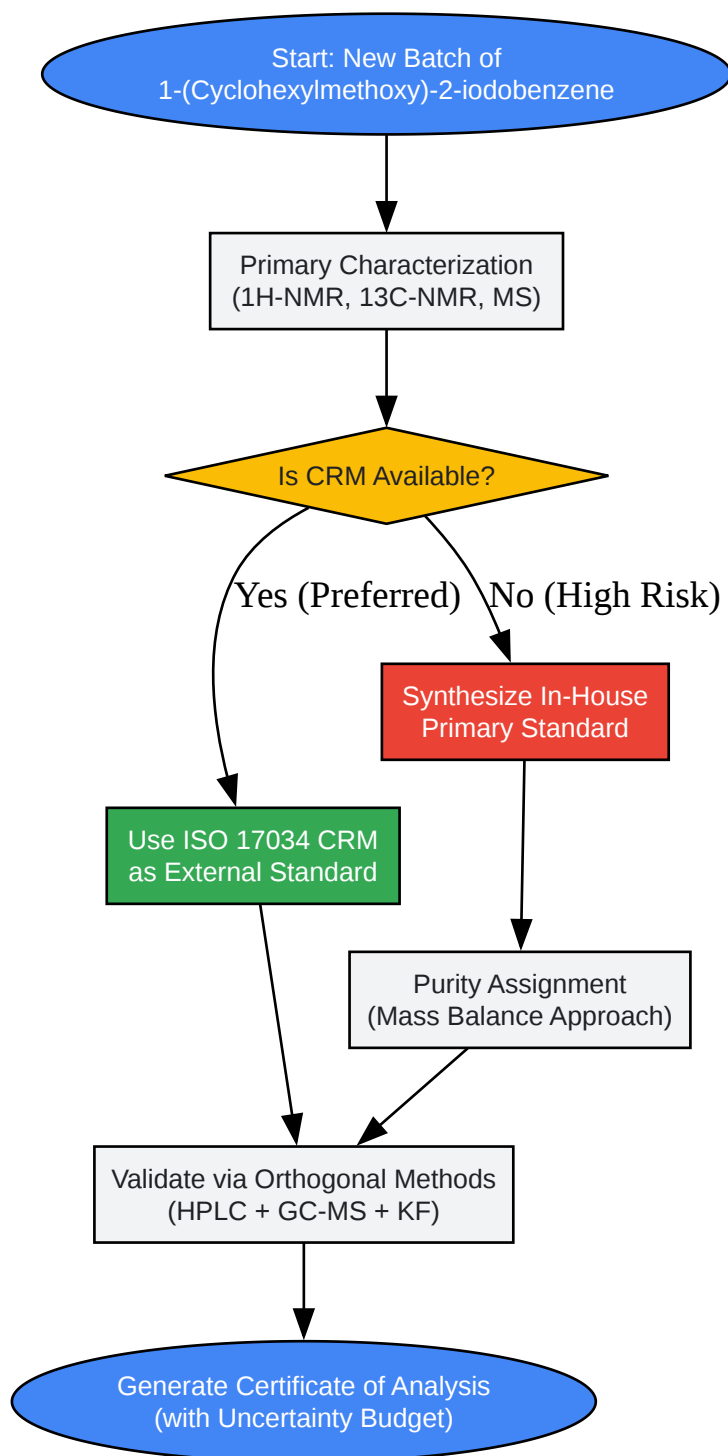 Start: New Batch of
1-(Cyclohexylmethoxy)-2-iodobenzene
Primary Characterization
(1H-NMR, 13C-NMR, MS)
Is CRM Available?
Yes (Preferred)
No (High Risk)
Synthesize In-House
Primary Standard
Use ISO 17034 CRM
as External Standard
Purity Assignment
(Mass Balance Approach)
Validate via Orthogonal Methods
(HPLC + GC-MS + KF)
Generate Certificate of Analysis
(with Uncertainty Budget)